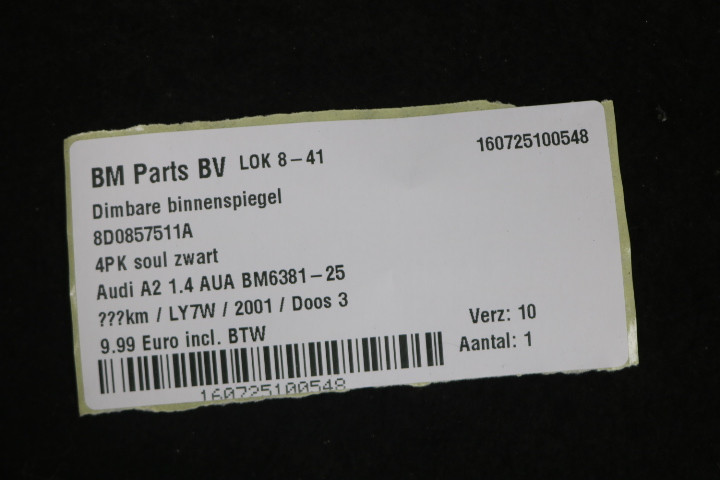 BM Parts BV LOK 8-41 160725100548
Dimbare binnenspiegel
8D0857511A
4PK soul zwart
Audi A2 1.4 AUA BM6381-25
???km / LY7W / 2001 / Doos 3
9.99 Euro incl. BTW Verz: 10
Aantal: 1
160725100548